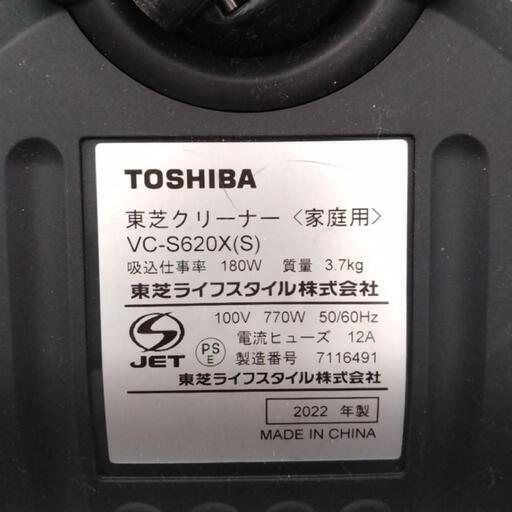 TOSHIBA
東芝クリーナー〈家庭用〉
VC-S620X(S)
吸込仕事率 180W 質量 3.7kg
東芝ライフスタイル株式会社
100V 770W 50/60Hz
電流ヒューズ 12A
S JET
PS E
製造番号 7116491
東芝ライフスタイル株式会社
2022 年製
MADE IN CHINA